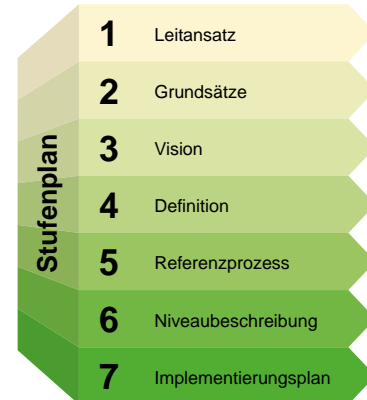 Stufenplan
1 Leitansatz
2 Grundsätze
3 Vision
4 Definition
5 Referenzprozess
6 Niveaubeschreibung
7 Implementierungsplan